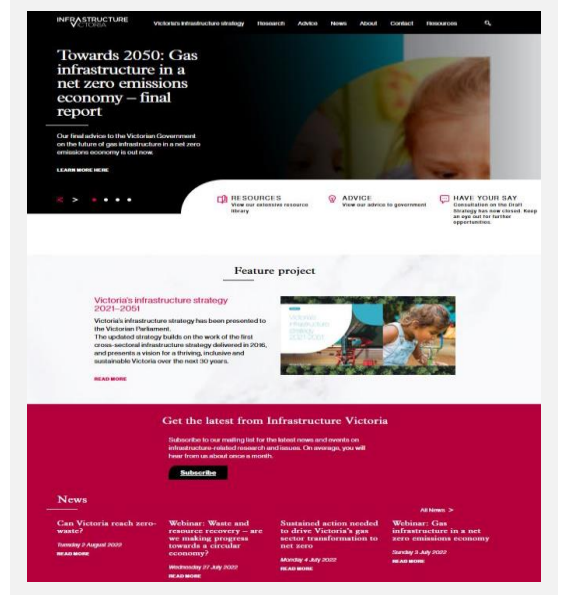 INFRASTRUCTURE
VICTORIA
Victoria's infrastructure strategy Research Advice News About Contact Resources
Towards 2050: Gas
infrastructure in a
net zero emissions
economy – final
report
Our final advice to the Victorian Government
on the future of gas infrastructure in a net zero
emissions economy is out now.
LEARN MORE HERE
< >
RESOURCES
View our extensive resource
library
ADVICE
View our advice to government
HAVE YOUR SAY
Consultation on the Draft
Strategy has now closed. Keep
an eye out for further
opportunities.
Feature project
Victoria's infrastructure strategy
2021–2051
Victoria's infrastructure strategy has been presented to
the Victorian Parliament.
The updated strategy builds on the work of the first
cross-sectoral infrastructure strategy delivered in 2016,
and presents a vision for a thriving, inclusive and
sustainable Victoria over the next 30 years.
READ MORE
Victoria's
infrastructure
strategy
2021-2051
Get the latest from Infrastructure Victoria
Subscribe to our mailing list for the latest news and events on
infrastructure-related research and issues. On average, you will
hear from us about once a month.
Subscribe
News
All News >
Can Victoria reach zero-
waste?
Tuesday 2 August 2022
READ MORE
Webinar: Waste and
resource recovery – are
we making progress
towards a circular
economy?
Wednesday 27 July 2022
READ MORE
Sustained action needed
to drive Victoria's gas
sector transformation to
net zero
Monday 4 July 2022
READ MORE
Webinar: Gas
infrastructure in a net
zero emissions economy
Sunday 3 July 2022
READ MORE